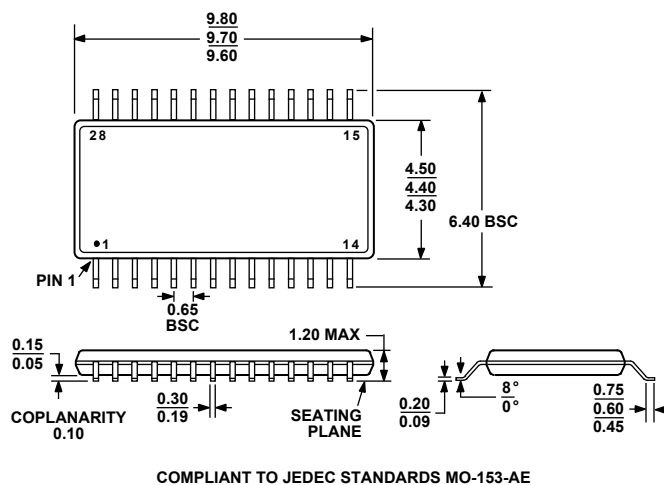 9.80
9.70
9.60
28
15
4.50
4.40
4.30
6.40 BSC
1
14
PIN 1
0.65
BSC
0.15
0.05
1.20 MAX
COPLANARITY
0.10
0.30
0.19
SEATING
PLANE
0.20
0.09
8°
0°
0.75
0.60
0.45
COMPLIANT TO JEDEC STANDARDS MO-153-AE